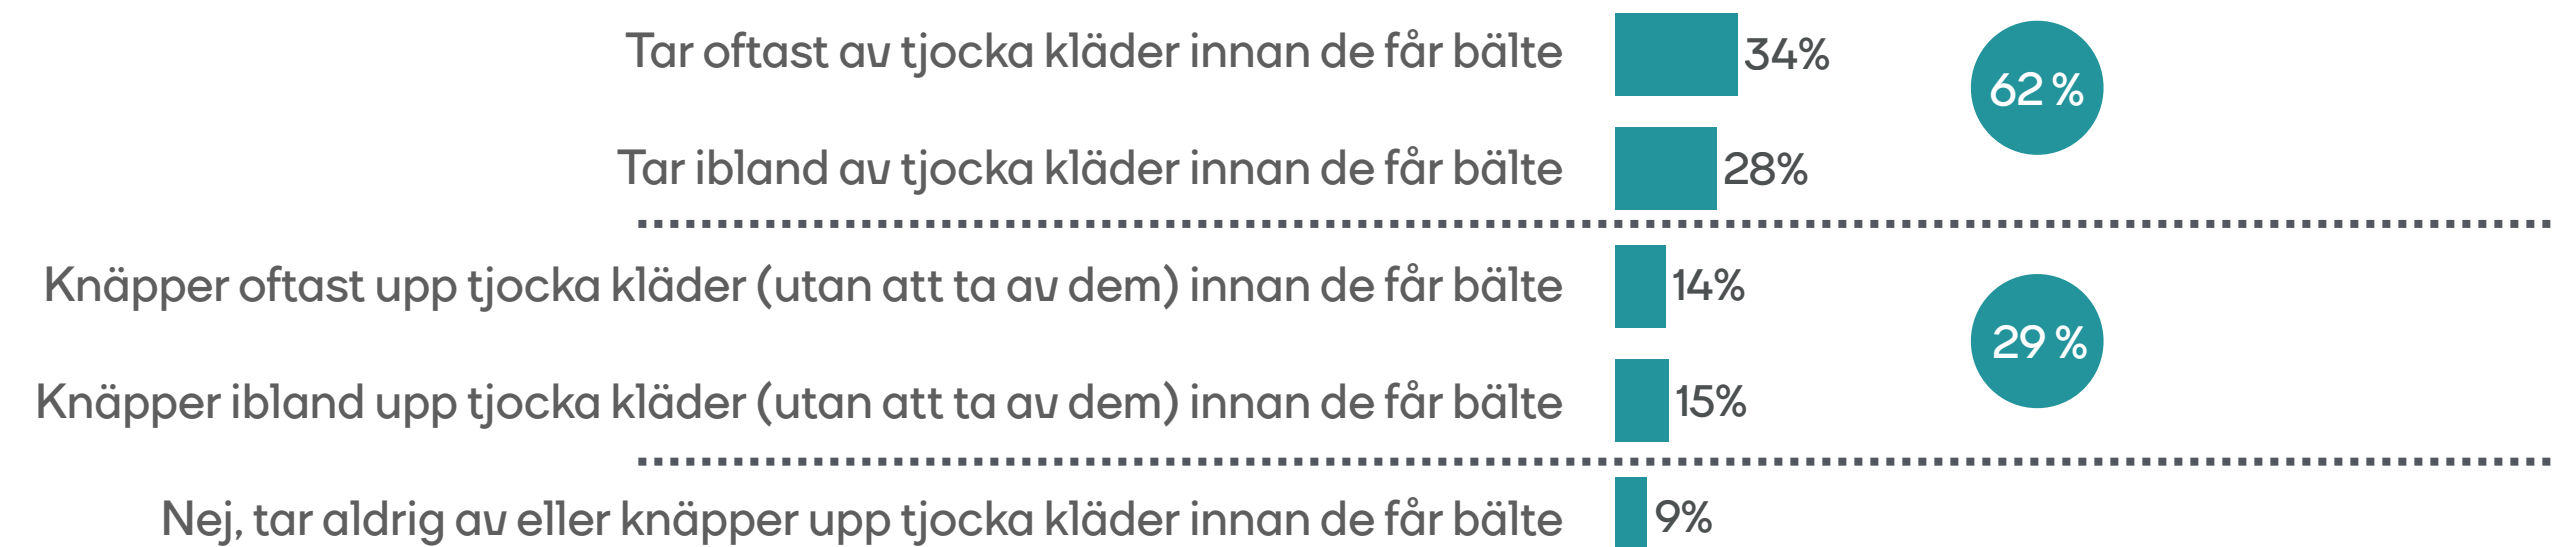 Tar oftast av tjocka kläder innan de får bälte 34%
62 %
Tar ibland av tjocka kläder innan de får bälte 28%
Knäpper oftast upp tjocka kläder (utan att ta av dem) innan de får bälte 14%
29 %
Knäpper ibland upp tjocka kläder (utan att ta av dem) innan de får bälte 15%
Nej, tar aldrig av eller knäpper upp tjocka kläder innan de får bälte 9%